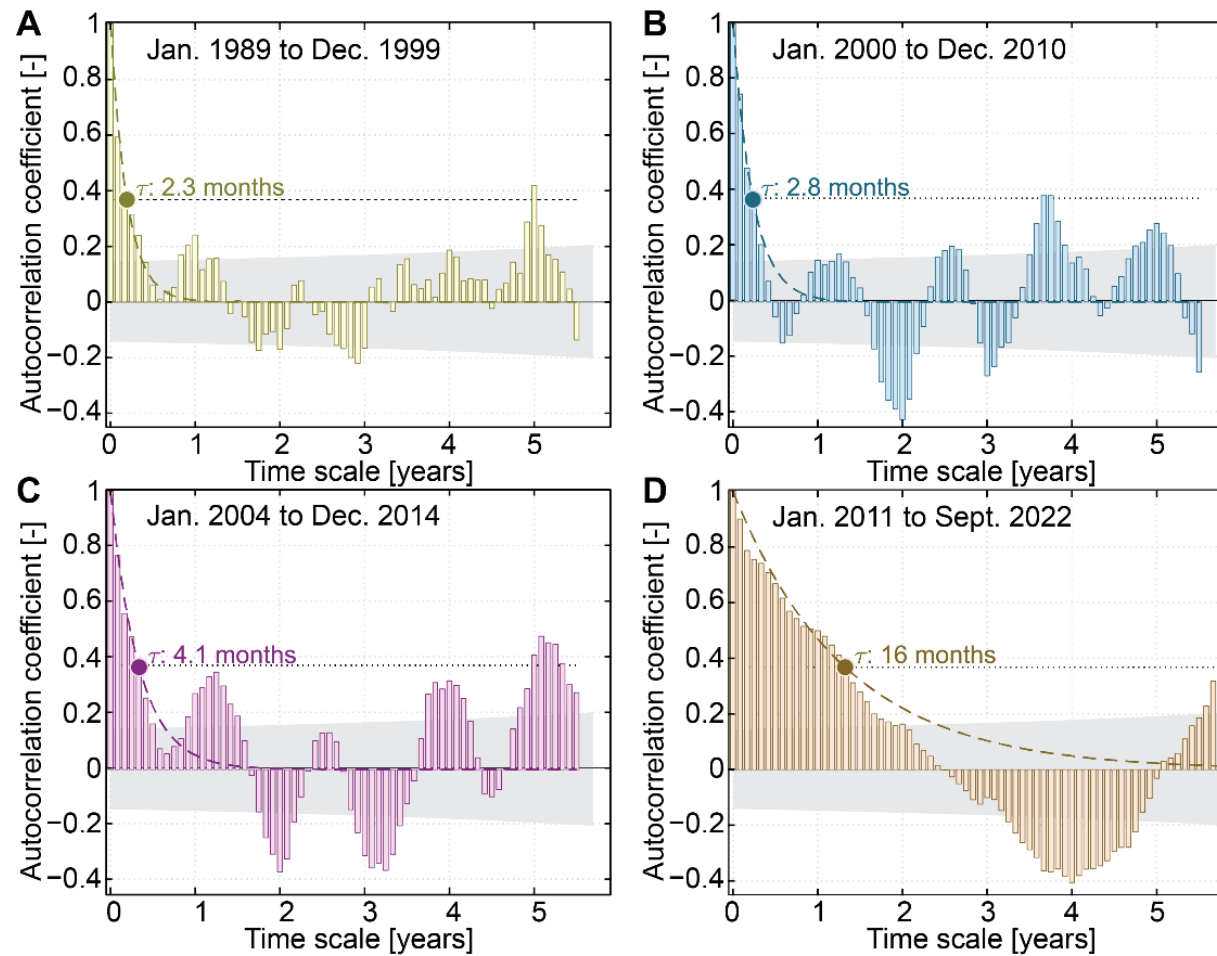 A
Jan. 1989 to Dec. 1999
Autocorrelation coefficient [-]
1
0.8
0.6
0.4
0.2
0
−0.2
−0.4
τ: 2.3 months
0 1 2 3 4 5
Time scale [years]
B
Jan. 2000 to Dec. 2010
Autocorrelation coefficient [-]
1
0.8
0.6
0.4
0.2
0
−0.2
−0.4
τ: 2.8 months
0 1 2 3 4 5
Time scale [years]
C
Jan. 2004 to Dec. 2014
Autocorrelation coefficient [-]
1
0.8
0.6
0.4
0.2
0
−0.2
−0.4
τ: 4.1 months
0 1 2 3 4 5
Time scale [years]
D
Jan. 2011 to Sept. 2022
Autocorrelation coefficient [-]
1
0.8
0.6
0.4
0.2
0
−0.2
−0.4
τ: 16 months
0 1 2 3 4 5
Time scale [years]